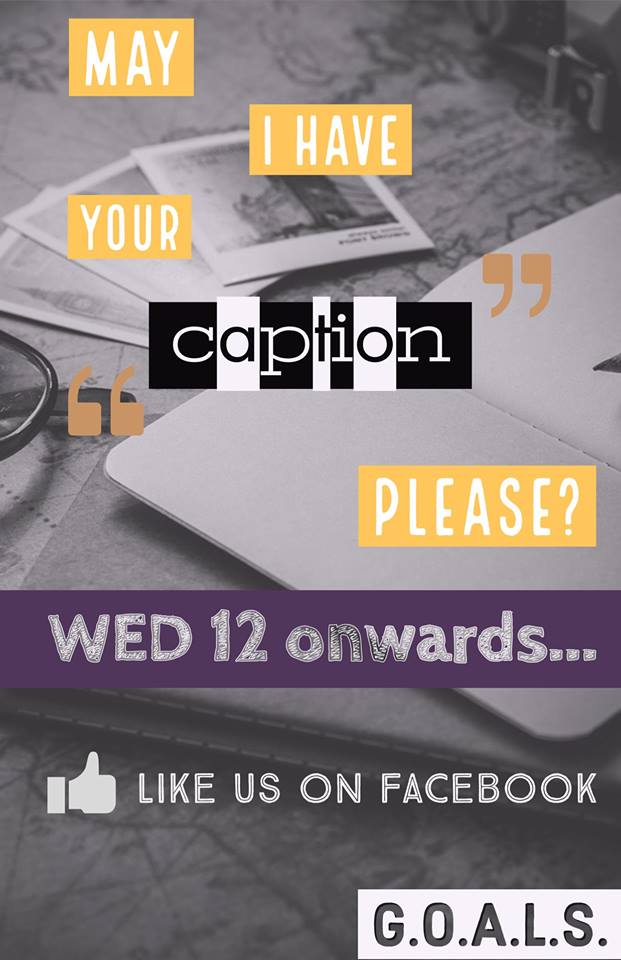 MAY
I HAVE
YOUR
caption
PLEASE?
WED 12 onwards...
LIKE US ON FACEBOOK
G.O.A.L.S.